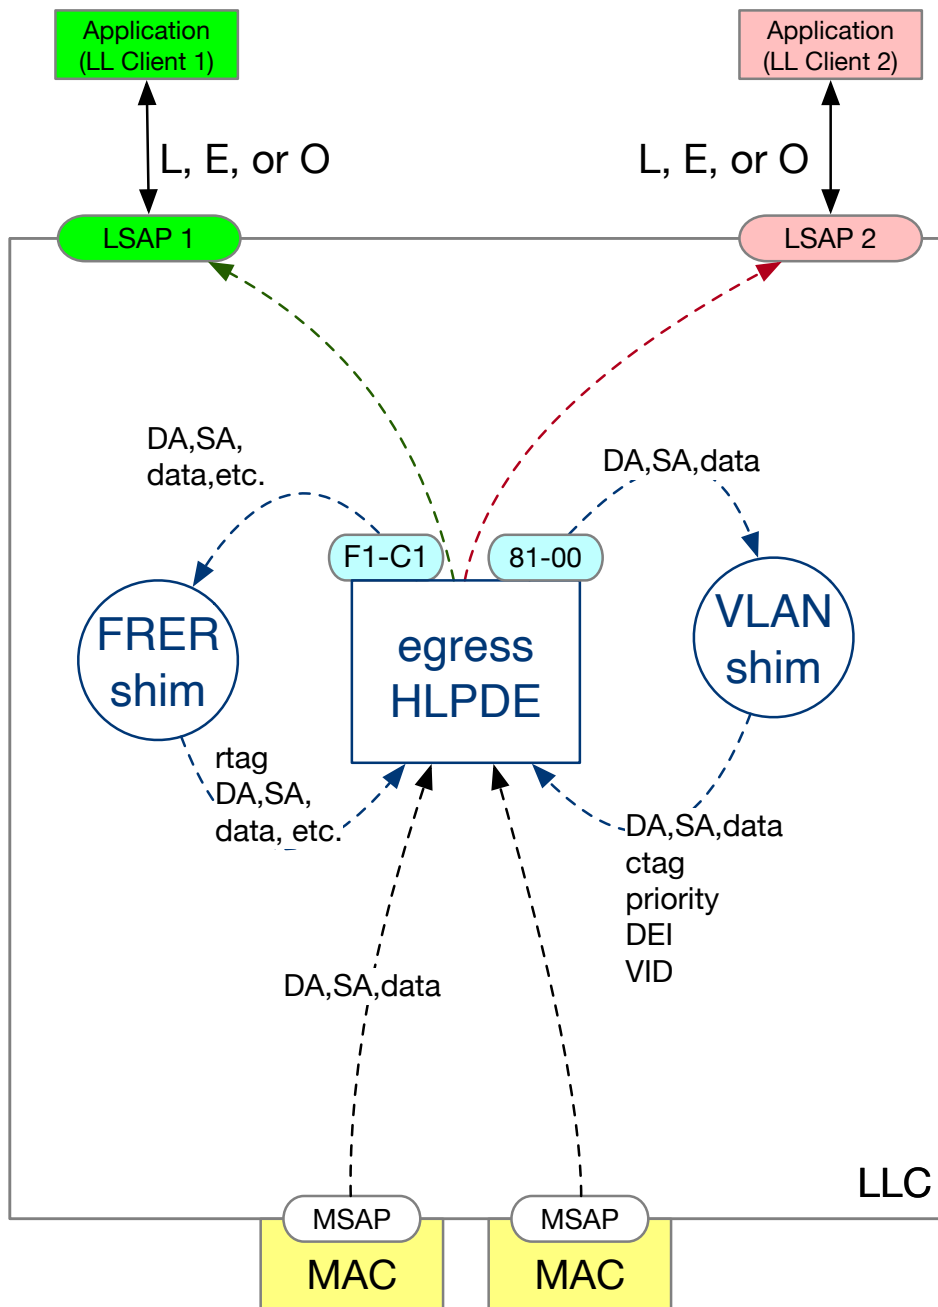 Application
(LL Client 1)
Application
(LL Client 2)
L, E, or O
L, E, or O
LSAP 1
LSAP 2
DA,SA,
data,etc.
DA,SA,data
F1-C1
81-00
FRER
shim
egress
HLPDE
VLAN
shim
rtag
DA,SA,
data, etc.
DA,SA,data
ctag
priority
DEI
VID
DA,SA,data
LLC
MSAP
MSAP
MAC
MAC